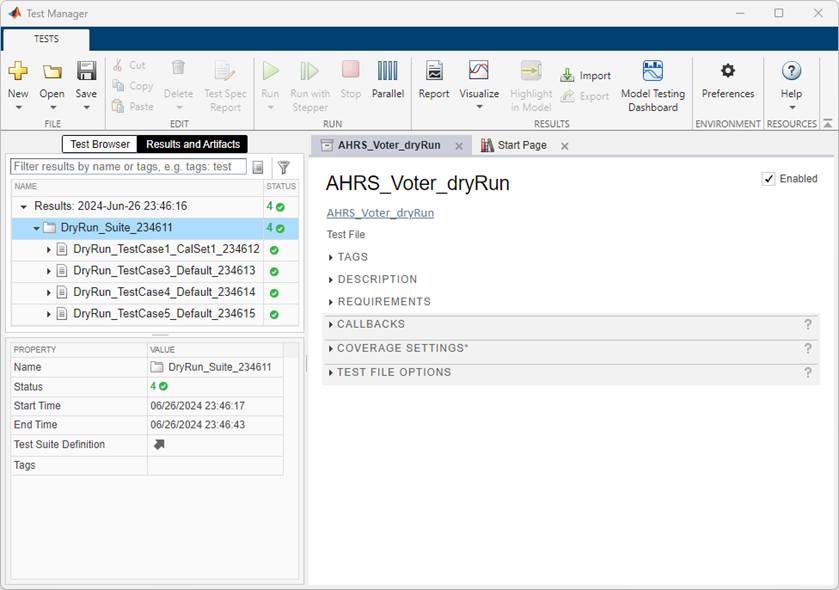 Test Manager
TESTS
New
Open
Save
Cut
Copy
Paste
Delete
Test Spec
Report
Run
Run with
Stepper
Stop
Parallel
Report
Visualize
Highlight
in Model
Import
Export
Model Testing
Dashboard
Preferences
Help
FILE
EDIT
RUN
RESULTS
ENVIRONMENT
RESOURCES
Test Browser
Results and Artifacts
Filter results by name or tags, e.g. tags: test
NAME STATUS
Results: 2024-Jun-26 23:46:16 4
DryRun_Suite_234611 4
DryRun_TestCase1_CalSet1_234612
DryRun_TestCase3_Default_234613
DryRun_TestCase4_Default_234614
DryRun_TestCase5_Default_234615
PROPERTY VALUE
Name DryRun_Suite_234611
Status 4
Start Time 06/26/2024 23:46:17
End Time 06/26/2024 23:46:43
Test Suite Definition
Tags
AHRS_Voter_dryRun
Start Page
AHRS_Voter_dryRun
Enabled
AHRS_Voter_dryRun
Test File
TAGS
DESCRIPTION
REQUIREMENTS
CALLBACKS ?
COVERAGE SETTINGS* ?
TEST FILE OPTIONS ?